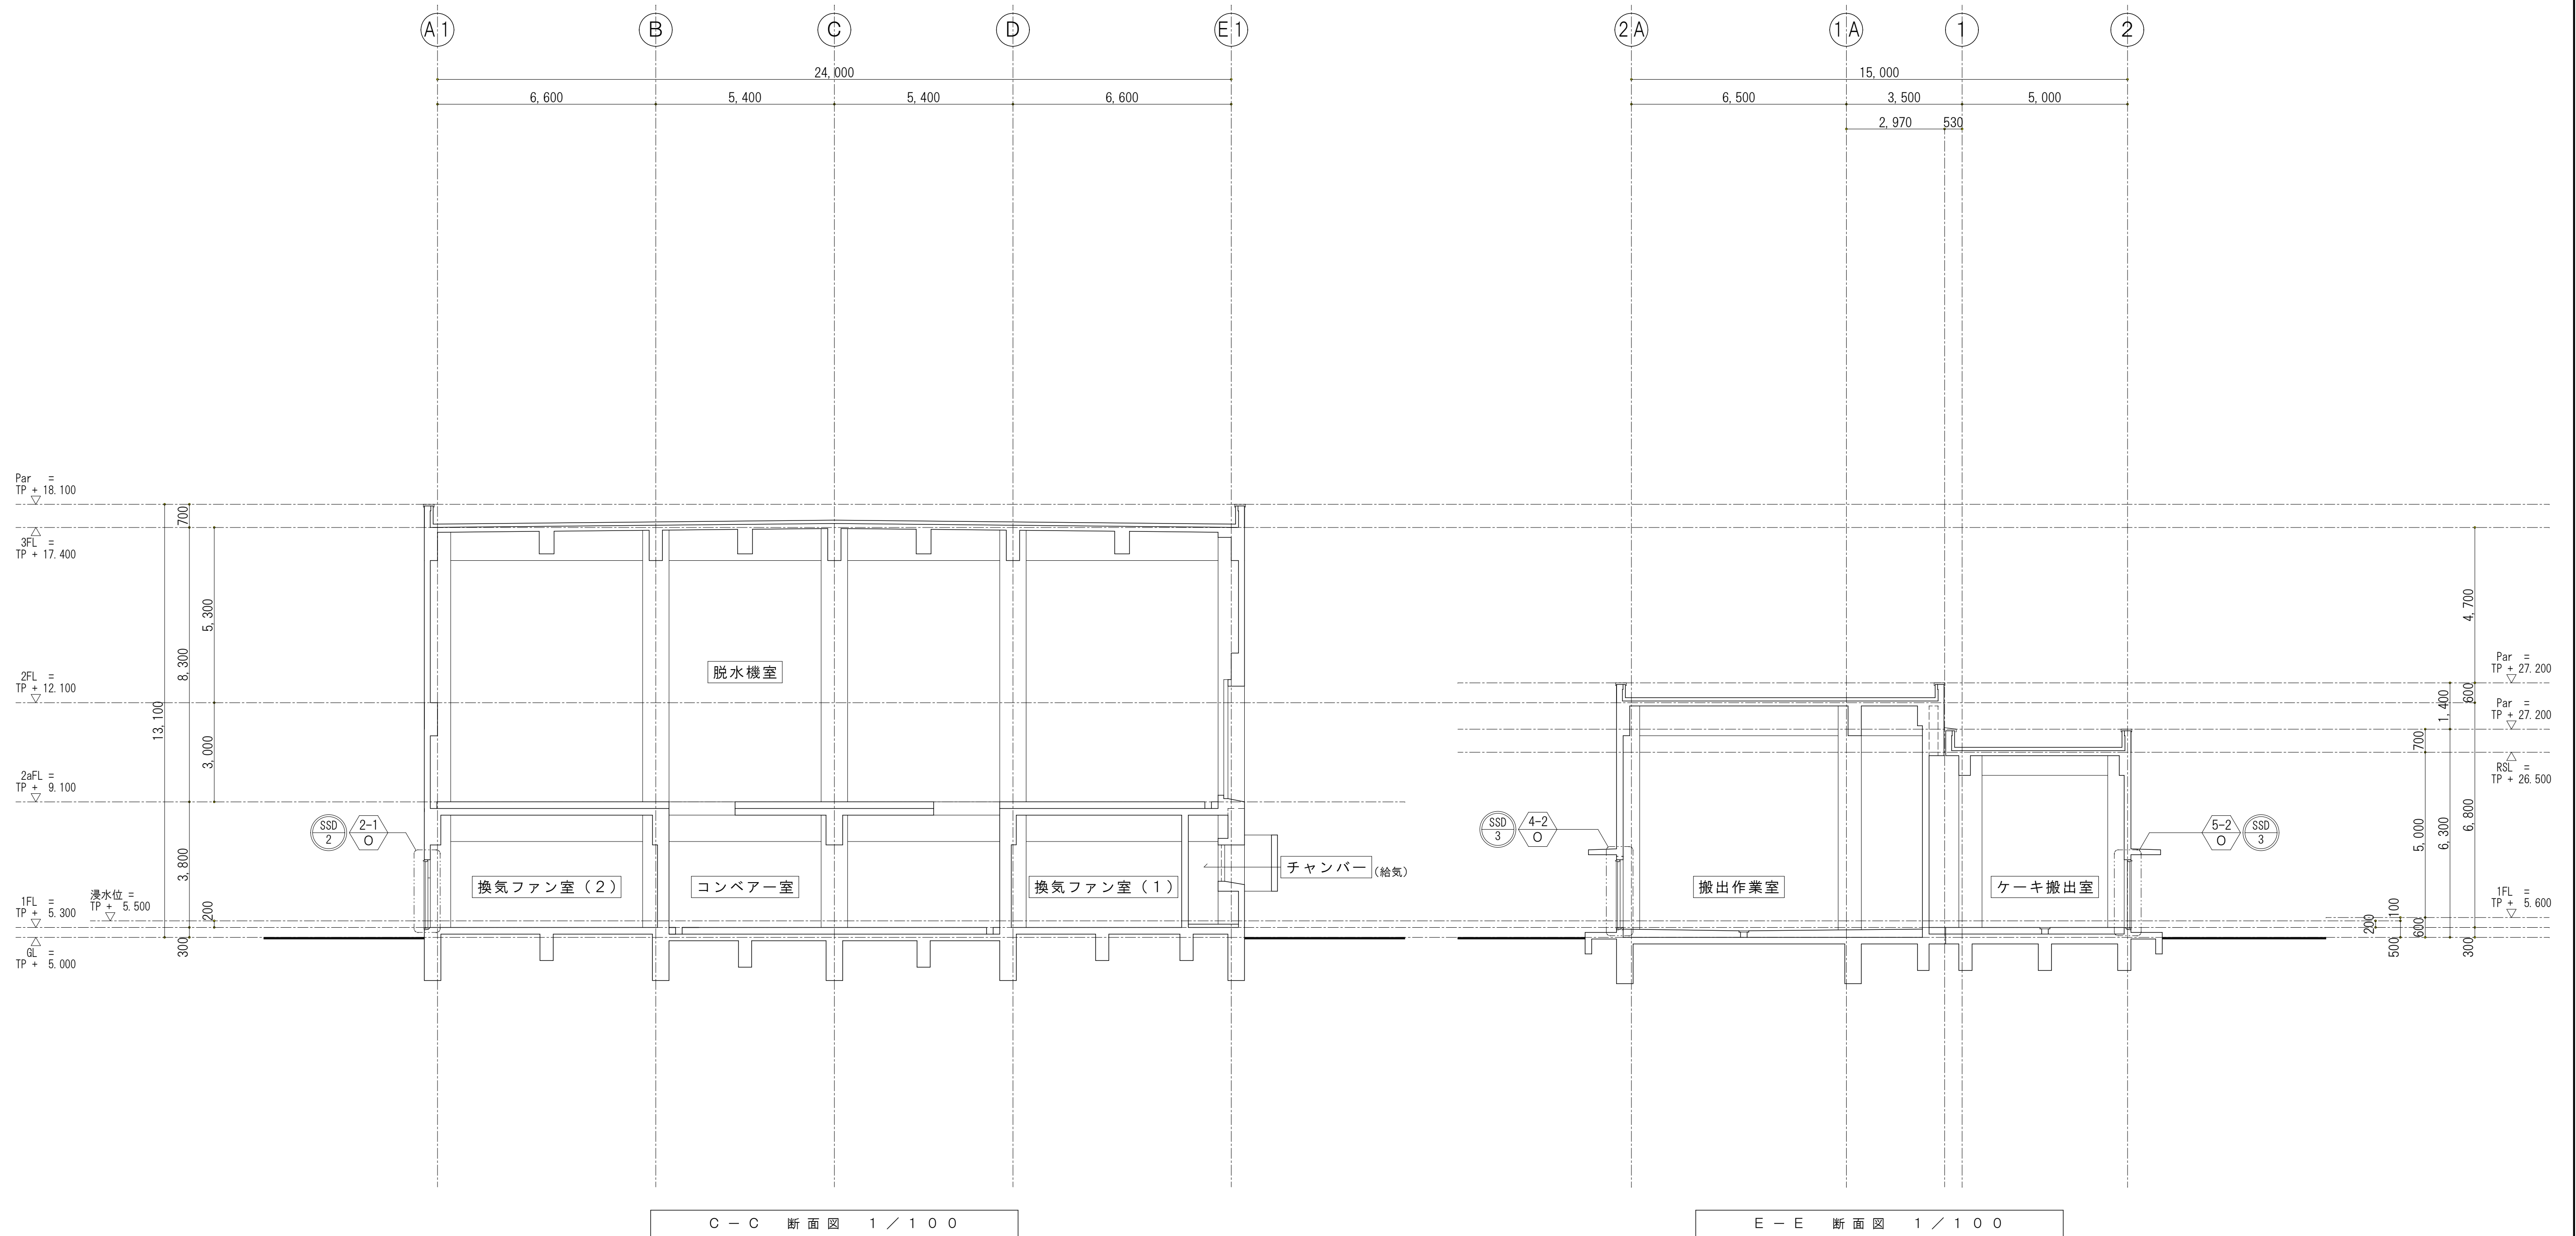 A1 B C D E1 2A 1A 1 2
24,000 15,000
6,600 5,400 5,400 6,600 6,500 3,500 5,000
2,970 530
Par =
TP + 18.100
3FL =
TP + 17.400
2FL =
TP + 12.100
2aFL =
TP + 9.100
1FL =
TP + 5.300
GL =
TP + 5.000
浸水位 =
TP + 5.500
13,100
700
8,300
3,800
300
5,300
3,000
200
脱水機室
SSD
2
2-1
O
換気ファン室(2)
コンベアー室
換気ファン室(1)
チャンバー (給気)
SSD
3
4-2
O
搬出作業室
ケーキ搬出室
5-2
O
SSD
3
4,700
600
6,800
300
1,400
6,300
700
5,000
600
100
500
200
Par =
TP + 27.200
Par =
TP + 27.200
RSL =
TP + 26.500
1FL =
TP + 5.600
C-C 断面図 1/100
E-E 断面図 1/100